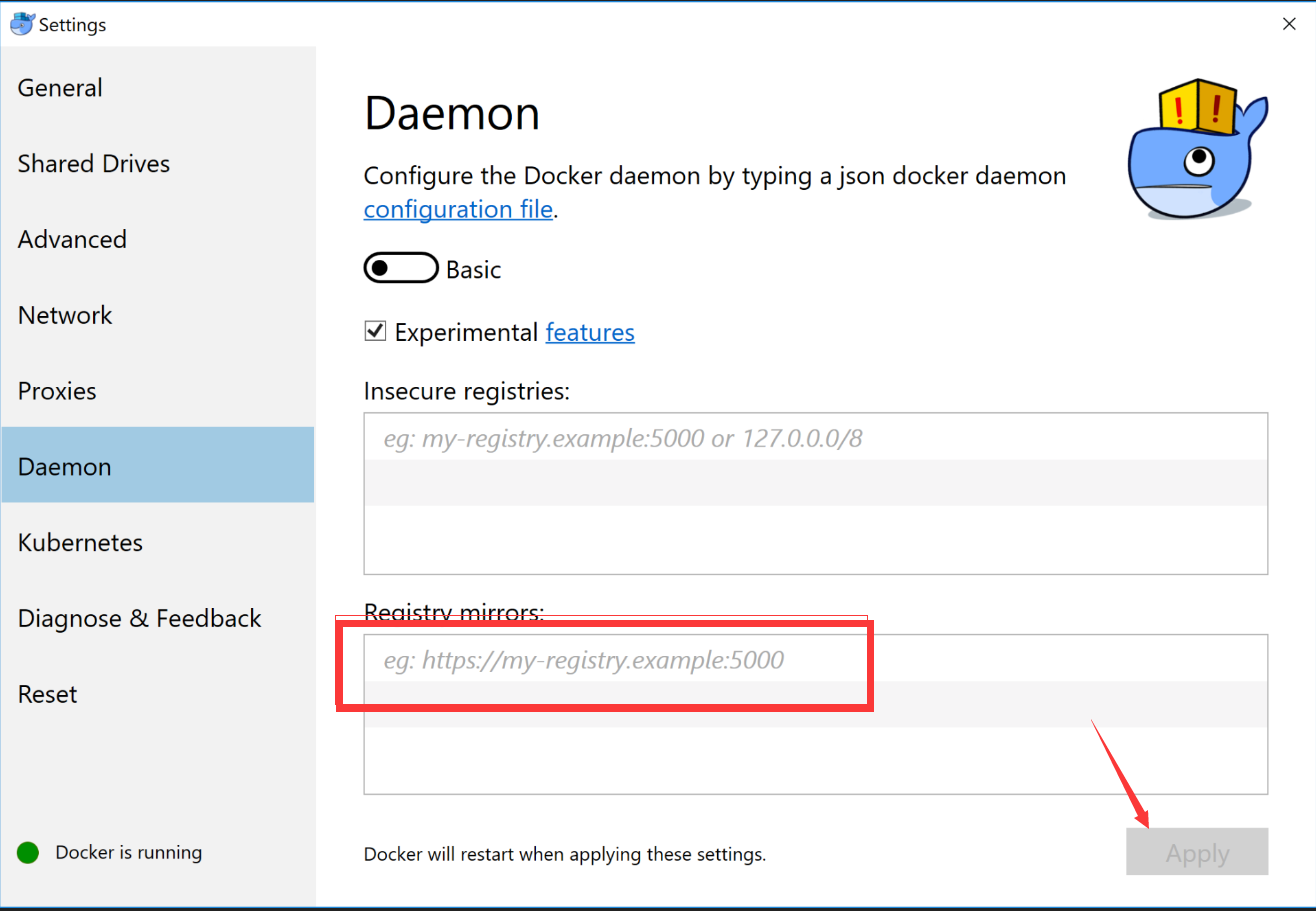 Settings
General
Shared Drives
Advanced
Network
Proxies
Daemon
Kubernetes
Diagnose & Feedback
Reset
Docker is running
Daemon
Configure the Docker daemon by typing a json docker daemon
configuration file.
Basic
Experimental features
Insecure registries:
eg: my-registry.example:5000 or 127.0.0.0/8
Registry mirrors:
eg: https://my-registry.example:5000
Docker will restart when applying these settings.
Apply
! !